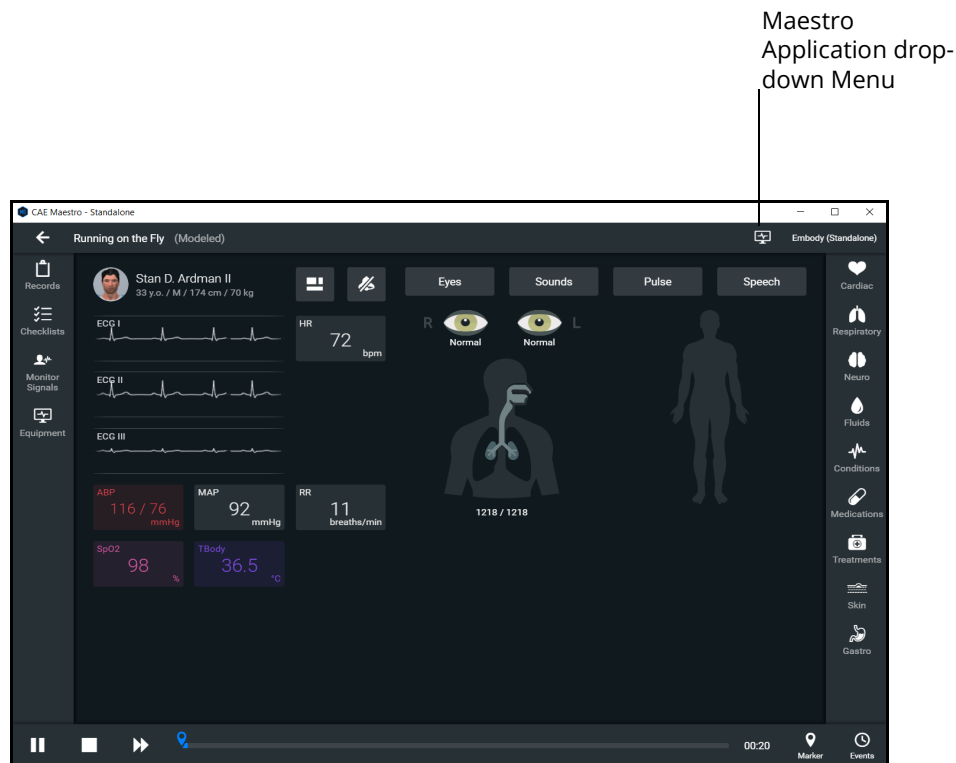 Maestro
Application drop-
down Menu
CAE Maestro - Standalone
Running on the Fly (Modeled)
Embody (Standalone)
Records
Checklists
Monitor
Signals
Equipment
Stan D. Ardman II
33 y.o. / M / 174 cm / 70 kg
ECG I
HR
72
bpm
ECG II
ECG III
ABP
116 / 76
mmHg
MAP
92
mmHg
RR
11
breaths/min
SpO2
98
%
TBody
36.5
°C
Eyes
Sounds
Pulse
Speech
R
L
Normal
Normal
1218 / 1218
Cardiac
Respiratory
Neuro
Fluids
Conditions
Medications
Treatments
Skin
Gastro
00:20
Marker
Events